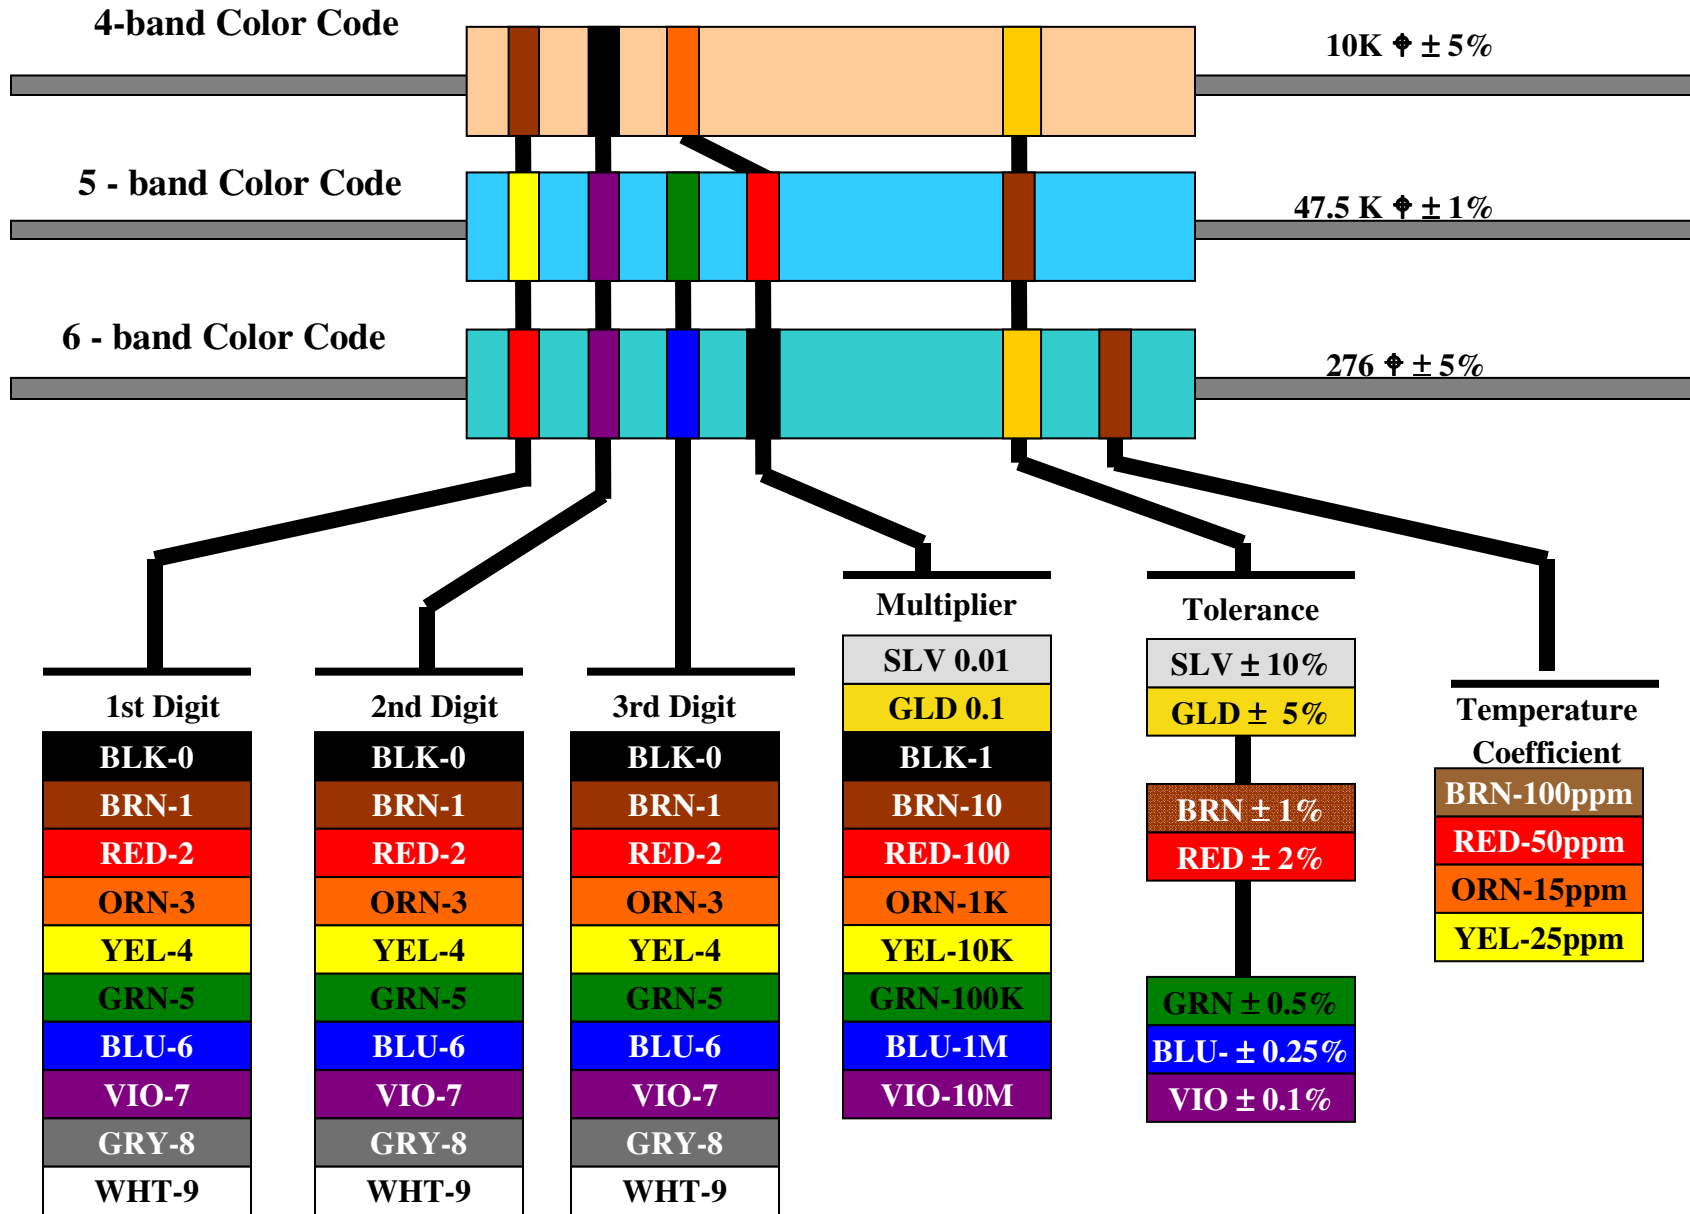 4-band Color Code
10K ⌖ ± 5%
5 - band Color Code
47.5 K ⌖ ± 1%
6 - band Color Code
276 ⌖ ± 5%
Multiplier
SLV 0.01
GLD 0.1
BLK-1
BRN-10
RED-100
ORN-1K
YEL-10K
GRN-100K
BLU-1M
VIO-10M
Tolerance
SLV ± 10%
GLD ± 5%
BRN ± 1%
RED ± 2%
GRN ± 0.5%
BLU- ± 0.25%
VIO ± 0.1%
1st Digit
BLK-0
BRN-1
RED-2
ORN-3
YEL-4
GRN-5
BLU-6
VIO-7
GRY-8
WHT-9
2nd Digit
BLK-0
BRN-1
RED-2
ORN-3
YEL-4
GRN-5
BLU-6
VIO-7
GRY-8
WHT-9
3rd Digit
BLK-0
BRN-1
RED-2
ORN-3
YEL-4
GRN-5
BLU-6
VIO-7
GRY-8
WHT-9
Temperature
Coefficient
BRN-100ppm
RED-50ppm
ORN-15ppm
YEL-25ppm